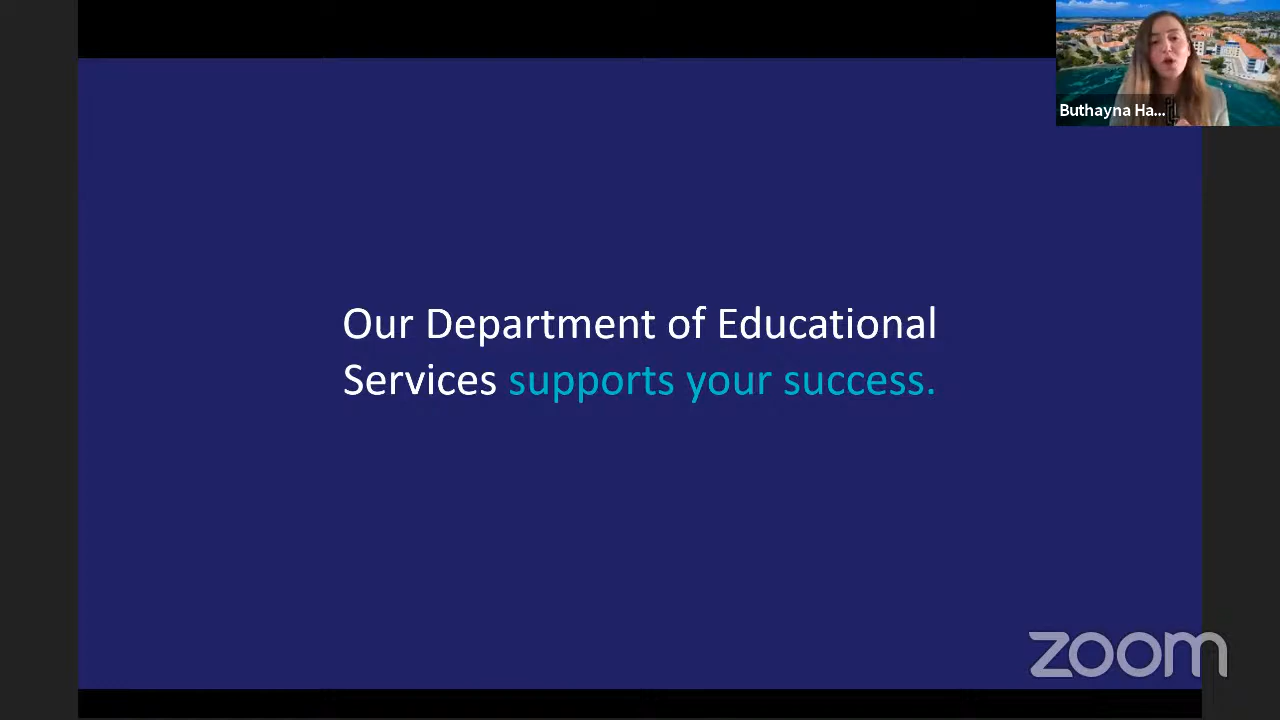 Buthayna Ha...
Our Department of Educational
Services supports your success.
zoom